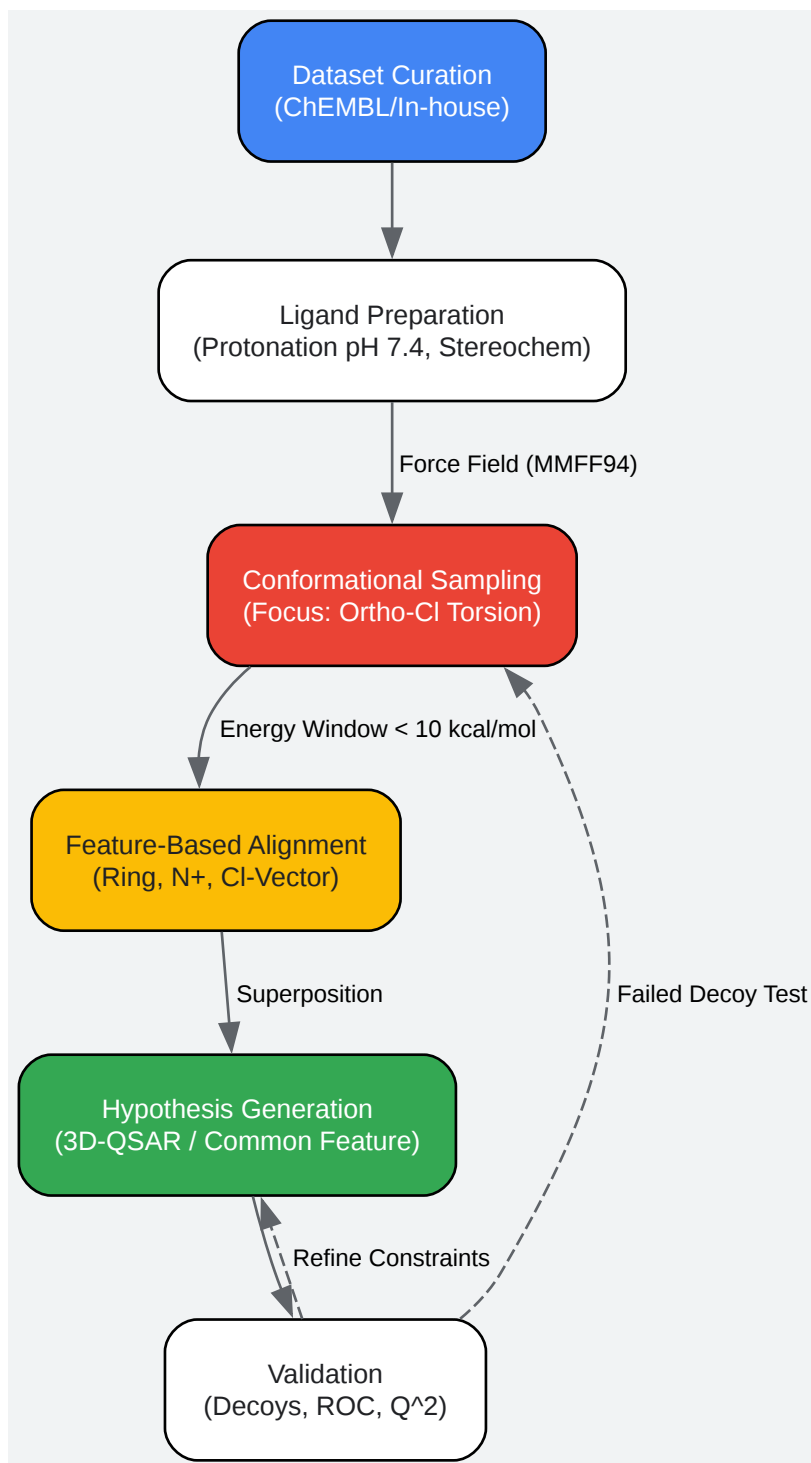 Dataset Curation
(ChEMBL/In-house)
Ligand Preparation
(Protonation pH 7.4, Stereochem)
Force Field (MMFF94)
Conformational Sampling
(Focus: Ortho-Cl Torsion)
Energy Window < 10 kcal/mol
Feature-Based Alignment
(Ring, N+, Cl-Vector)
Superposition
Failed Decoy Test
Hypothesis Generation
(3D-QSAR / Common Feature)
Refine Constraints
Validation
(Decoys, ROC, Q^2)